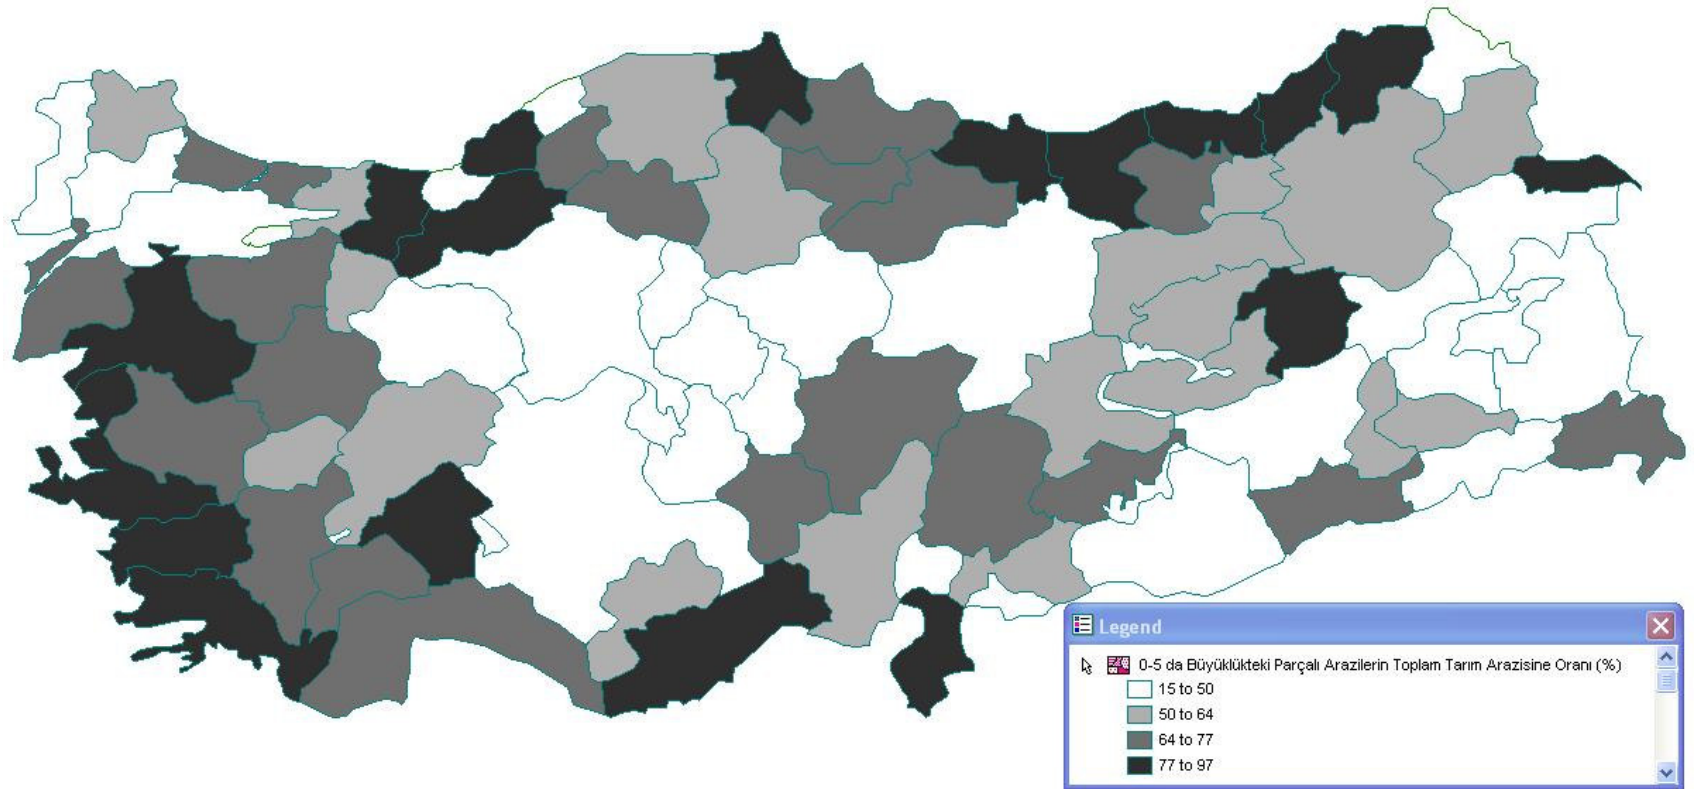 Legend
0-5 da Büyüklükteki Parçalı Arazilerin Toplam Tarım Arazisine Oranı (%)
15 to 50
50 to 64
64 to 77
77 to 97